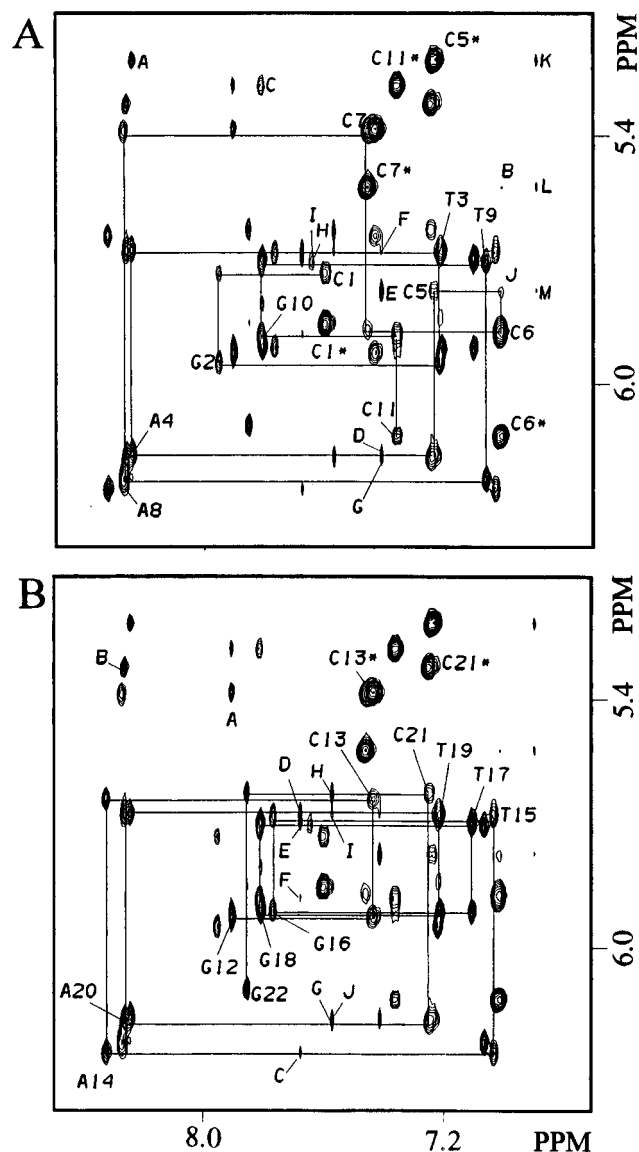 A
PPM
A
C
C11*
C5*
K
C7
5.4
C7*
B
L
I
H
F
T3
T9
C1
E
C5
J
M
G10
C6
G2
C1*
6.0
C11
C6*
A4
D
G
A8
B
PPM
B
C13*
C21*
A
5.4
C13
C21
D
H
T19
T17
T15
E
I
F
G12
G18
G16
6.0
A20
G22
G
J
A14
C
8.0
7.2
PPM